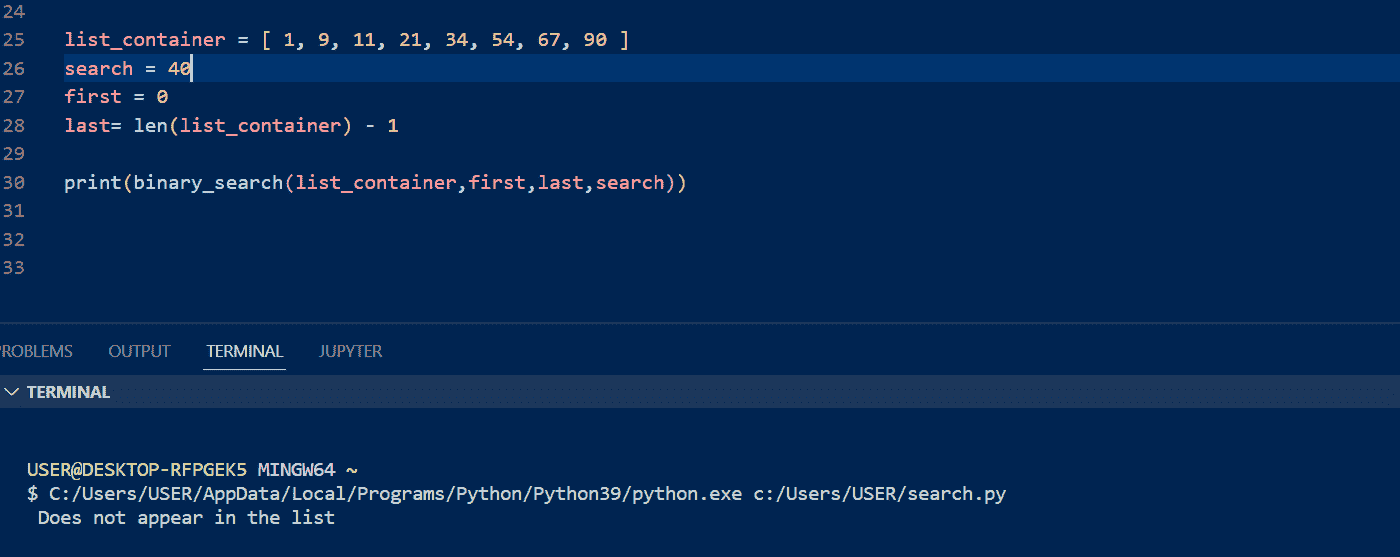 24
25 list_container = [ 1, 9, 11, 21, 34, 54, 67, 90 ]
26 search = 40
27 first = 0
28 last= len(list_container) - 1
29
30 print(binary_search(list_container,first,last,search))
31
32
33
ROBLEMS OUTPUT TERMINAL JUPYTER
TERMINAL
USER@DESKTOP-RFPGEK5 MINGW64 ~
$ C:/Users/USER/AppData/Local/Programs/Python/Python39/python.exe c:/Users/USER/search.py
Does not appear in the list